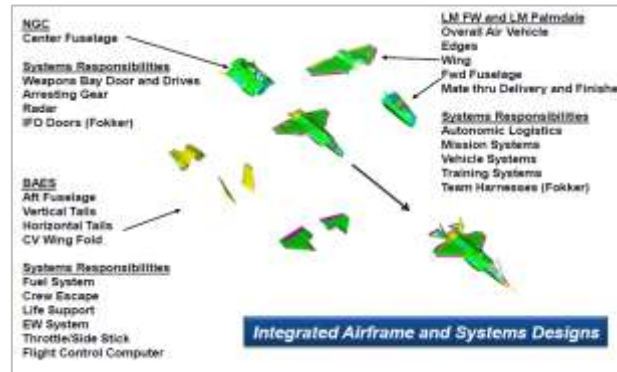 NGC
Center Fuselage
Systems Responsibilities
Weapons Bay Door and Drives
Arresting Gear
Radar
IFO Doors (Fokker)
BAES
Aft Fuselage
Vertical Tails
Horizontal Tails
CV Wing Fold
Systems Responsibilities
Fuel System
Crew Escape
Life Support
EW System
Throttle/Side Stick
Flight Control Computer
LM FW and LM Palmdale
Overall Air Vehicle
Edges
Wing
Fwd Fuselage
Mate thru Delivery and Finishes
Systems Responsibilities
Autonomic Logistics
Mission Systems
Vehicle Systems
Training Systems
Team Harnesses (Fokker)
Integrated Airframe and Systems Designs